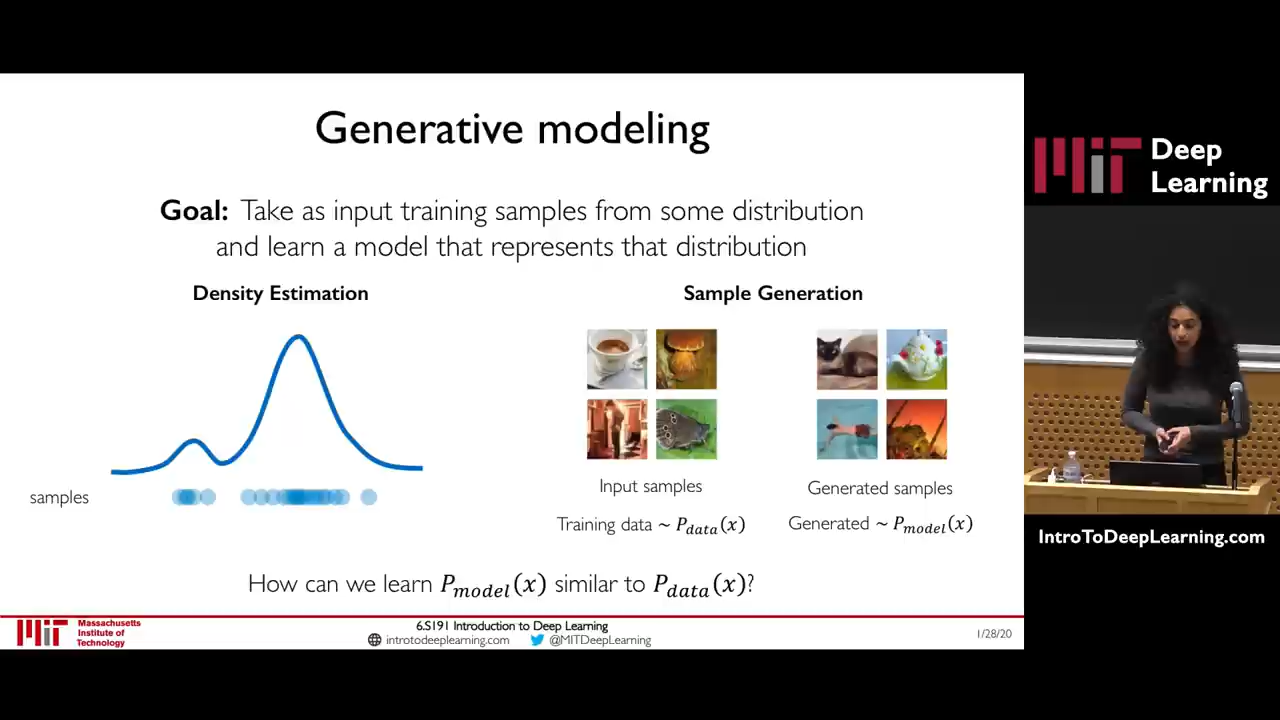 Generative modeling
Goal: Take as input training samples from some distribution
and learn a model that represents that distribution
Density Estimation
Sample Generation
samples
Input samples
Generated samples
Training data ~ P_data(x)
Generated ~ P_model(x)
How can we learn P_model(x) similar to P_data(x)?
MIT
Massachusetts
Institute of
Technology
6.S191 Introduction to Deep Learning
introtodeeplearning.com
@MITDeepLearning
1/28/20
MIT Deep
Learning
IntroToDeepLearning.com